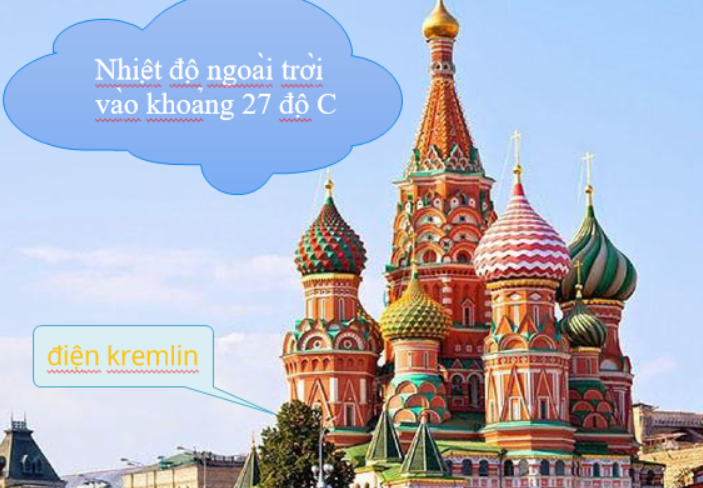 Nhiệt độ ngoài trời
vào khoảng 27 độ C
điện kremlin